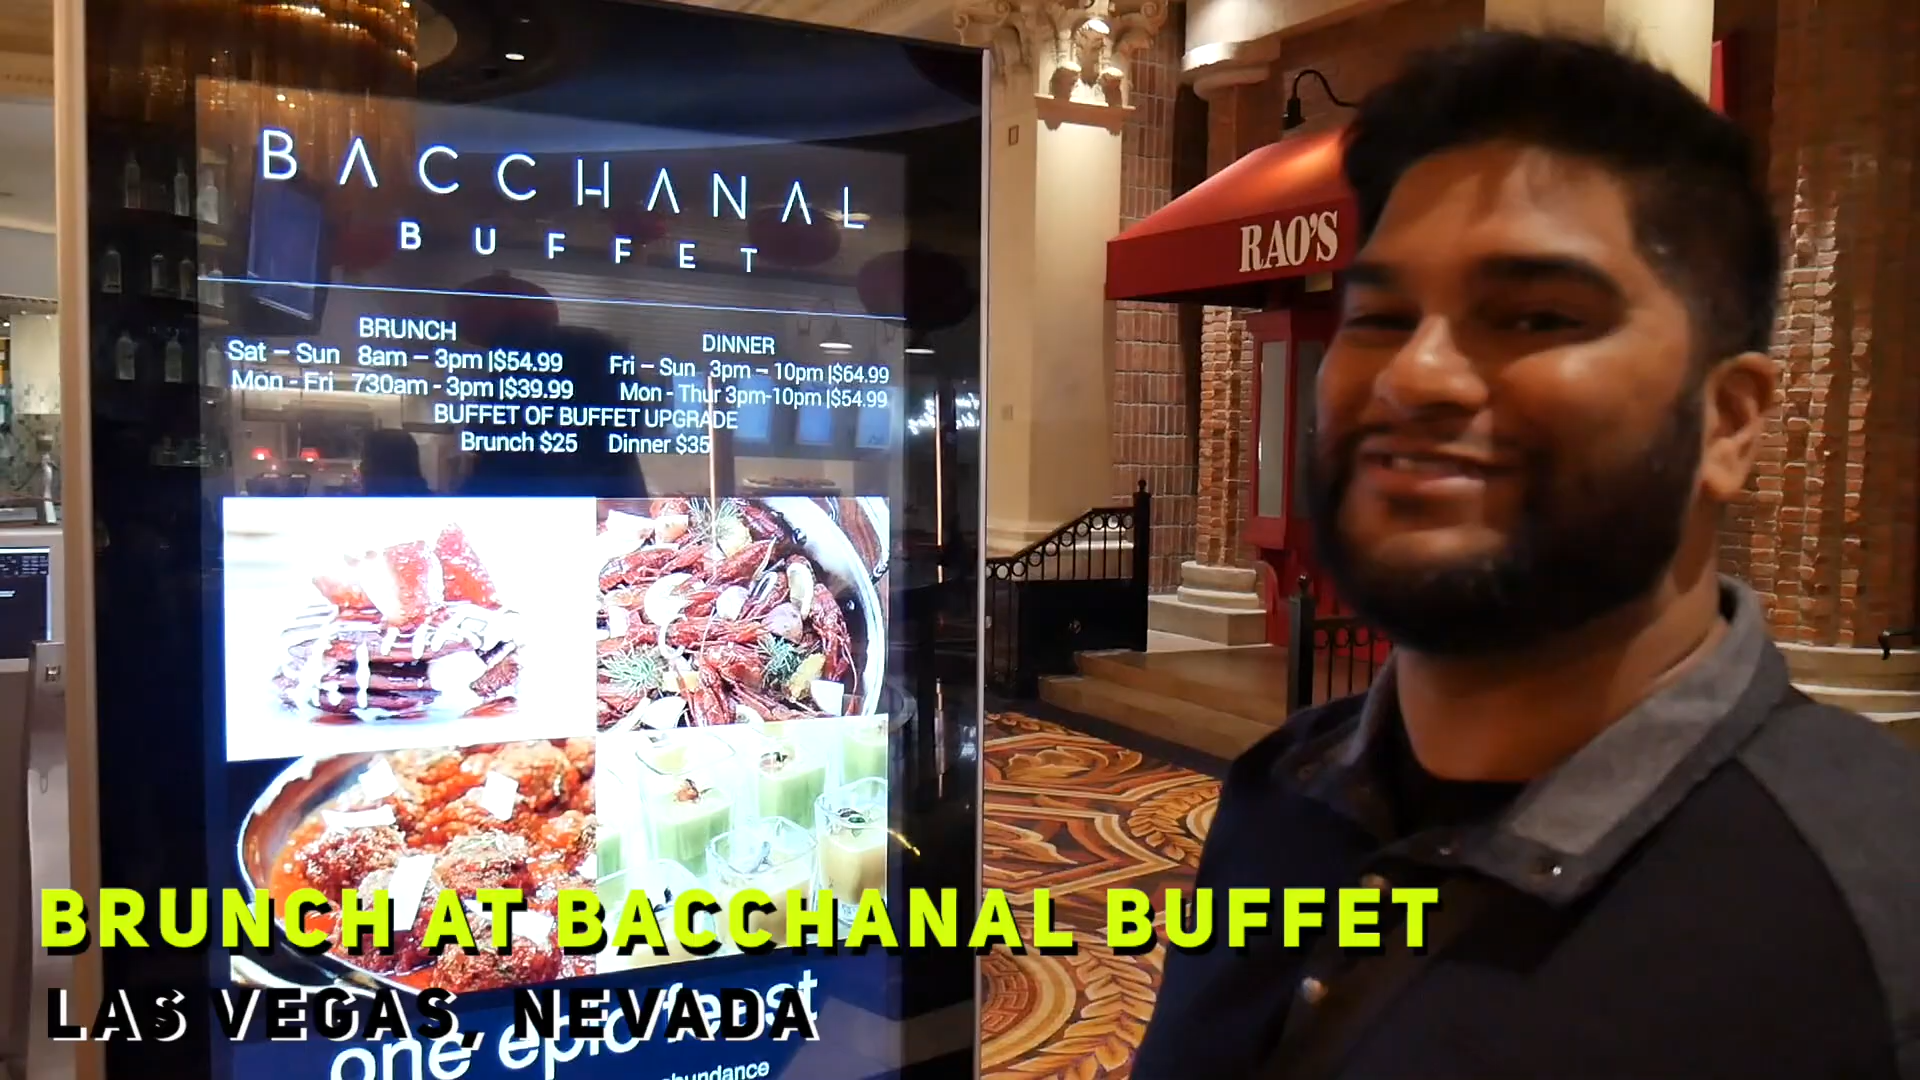 BACCHANAL
BUFFET
BRUNCH
Sat – Sun 8am – 3pm |$54.99
Mon - Fri 730am - 3pm |$39.99
DINNER
Fri – Sun 3pm – 10pm |$64.99
Mon - Thur 3pm-10pm |$54.99
BUFFET OF BUFFET UPGRADE
Brunch $25 Dinner $35
RAO'S
BRUNCH AT BACCHANAL BUFFET
LAS VEGAS, NEVADA
one epic feast